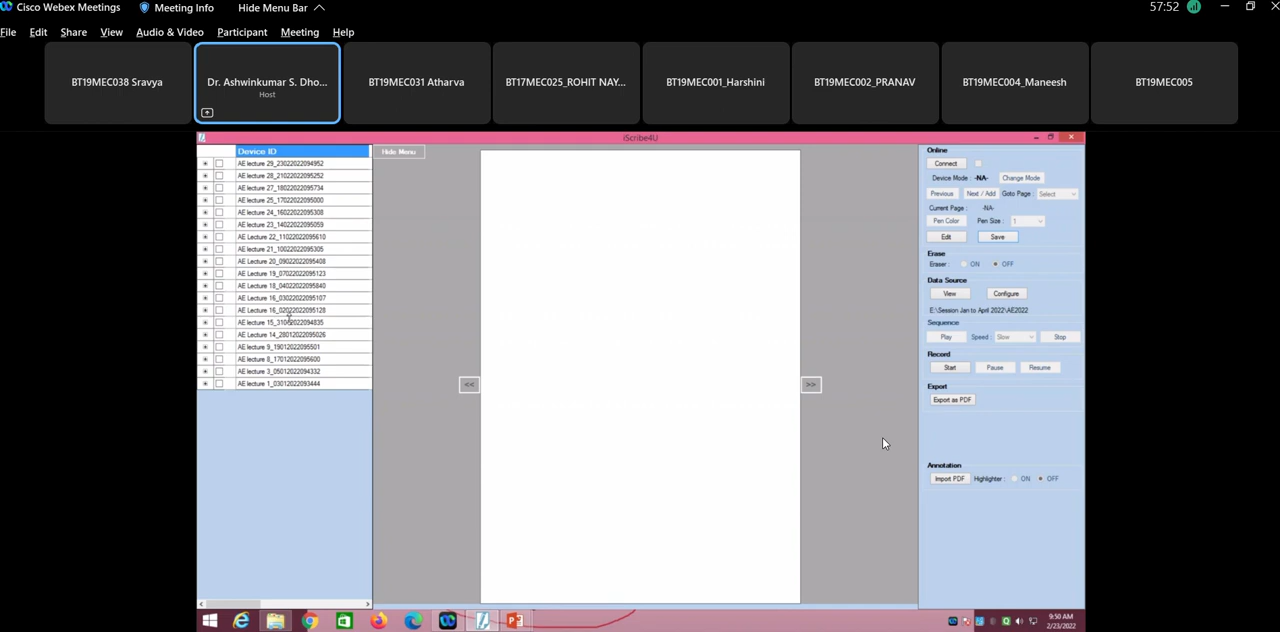 Cisco Webex Meetings Meeting Info Hide Menu Bar 57:52
File Edit Share View Audio & Video Participant Meeting Help
BT19MEC038 Sravya
Dr. Ashwinkumar S. Dho...
Host
BT19MEC031 Atharva
BT17MEC025_ROHIT NAY...
BT19MEC001_Harshini
BT19MEC002_PRANAV
BT19MEC004_Maneesh
BT19MEC005
iScribe4U
Device ID
AE lecture 29_23022022094952
AE lecture 28_21022022095252
AE lecture 27_18022022095734
AE lecture 25_17022022095000
AE lecture 24_16022022095308
AE lecture 23_14022022095059
AE Lecture 22_11022022095610
AE lecture 21_10022022095305
AE Lecture 20_09022022095408
AE Lecture 19_07022022095123
AE Lecture 18_04022022095840
AE Lecture 16_03022022095107
AE Lecture 16_02022022095128
AE lecture 15_31012022094835
AE Lecture 14_28012022095026
AE lecture 9_19012022095501
AE lecture 8_17012022095600
AE lecture 3_05012022094332
AE lecture 1_03012022093444
Hide Menu
<<
>>
Online
Connect
Device Mode : -NA- Change Mode
Previous Next / Add Goto Page : Select
Current Page : -NA-
Pen Color Pen Size : 1
Edit Save
Erase
Eraser : ON OFF
Data Source
View Configure
E:\Session Jan to April 2022\AE2022
Sequence
Play Speed : Slow Stop
Record
Start Pause Resume
Export
Export as PDF
Annotation
Import PDF Highlighter : ON OFF
9:50 AM
2/23/2022